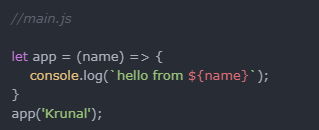 //main.js
let app = (name) => {
console.log(`hello from ${name}`);
}
app('Krunal');